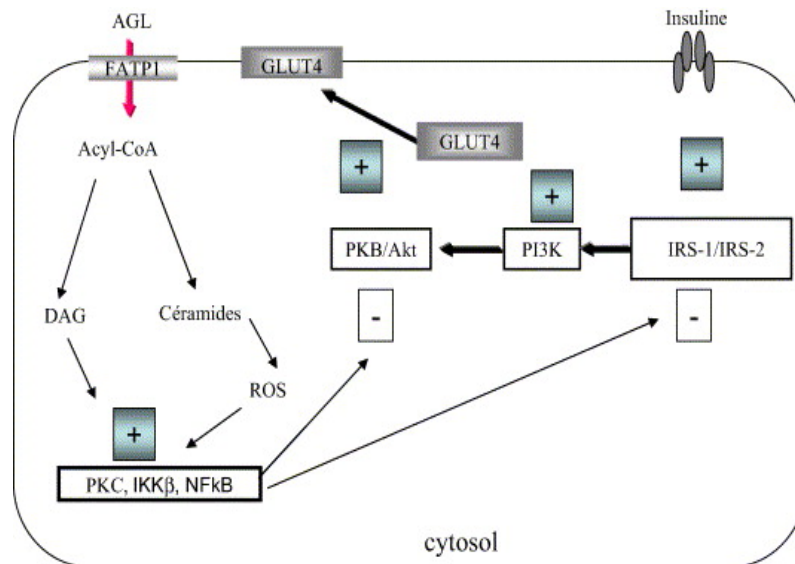 AGL
Insuline
FATP1
GLUT4
GLUT4
Acyl-CoA
+
+
+
PKB/Akt
PI3K
IRS-1/IRS-2
DAG
Céramides
-
-
ROS
+
PKC, IKKβ, NFkB
cytosol